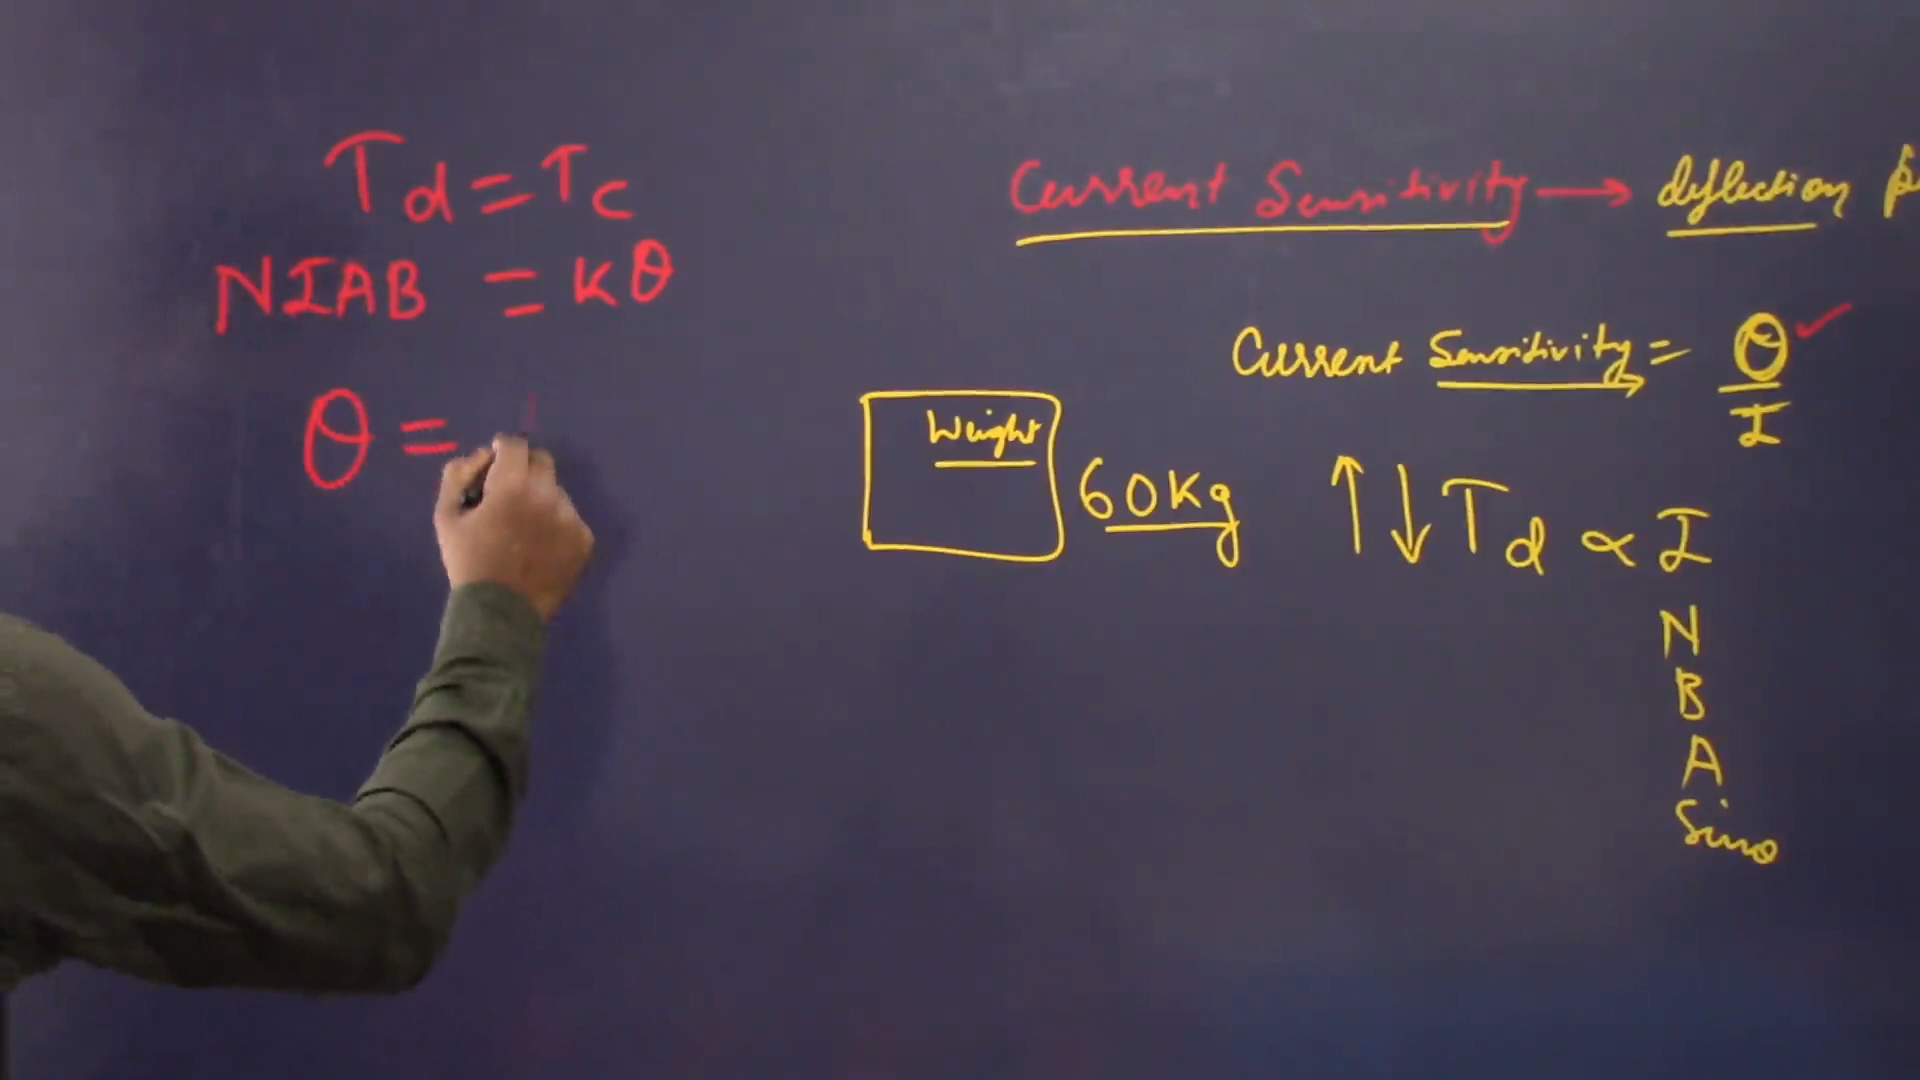 Td = Tc
NIAB = Kθ
θ =
Current Sensitivity → deflection
Current Sensitivity = θ/I ✓
Weight
60Kg
↑↓ Td ∝ I
N
B
A
Sinθ